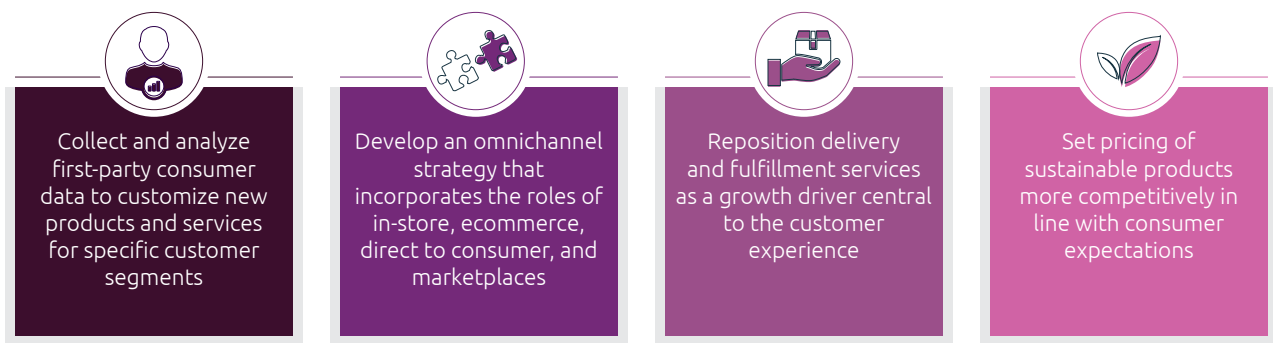 Collect and analyze
first-party consumer
data to customize new
products and services
for specific customer
segments
Develop an omnichannel
strategy that
incorporates the roles of
in-store, ecommerce,
direct to consumer, and
marketplaces
Reposition delivery
and fulfillment services
as a growth driver central
to the customer
experience
Set pricing of
sustainable products
more competitively in
line with consumer
expectations